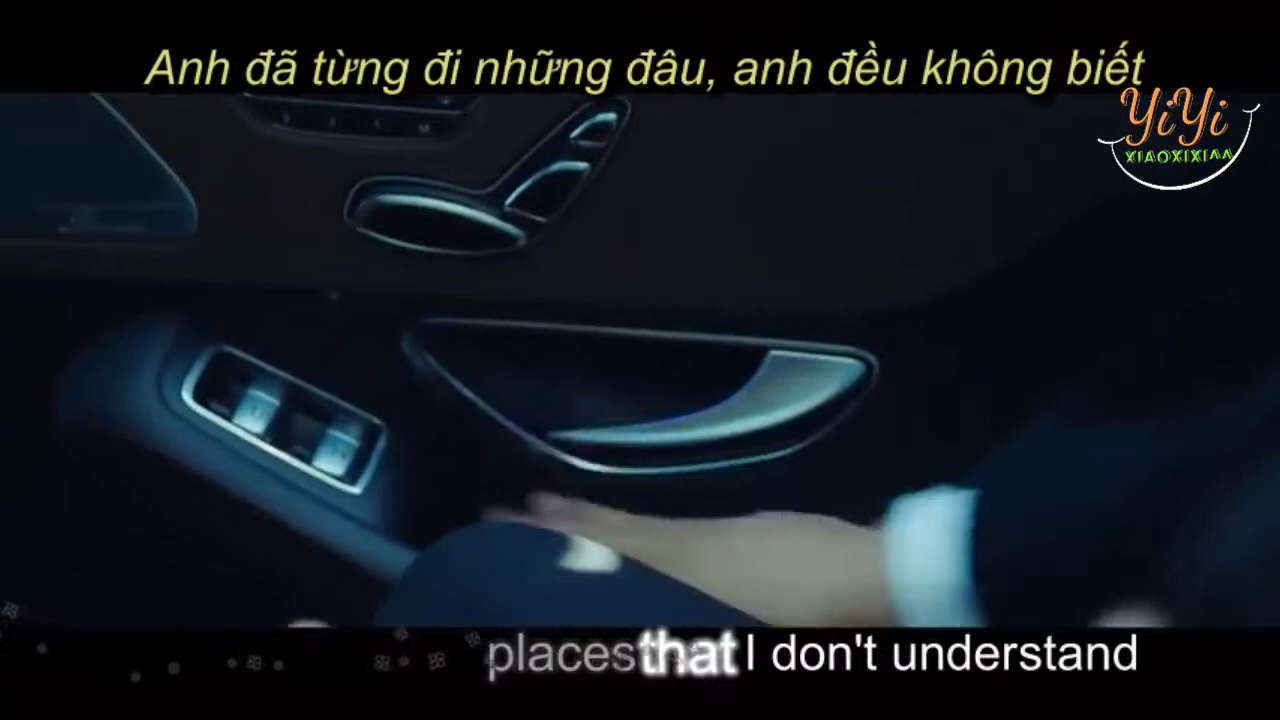 Anh đã từng đi những đâu, anh đều không biết
YiYi
XIAOXIXIAA
places that I don't understand